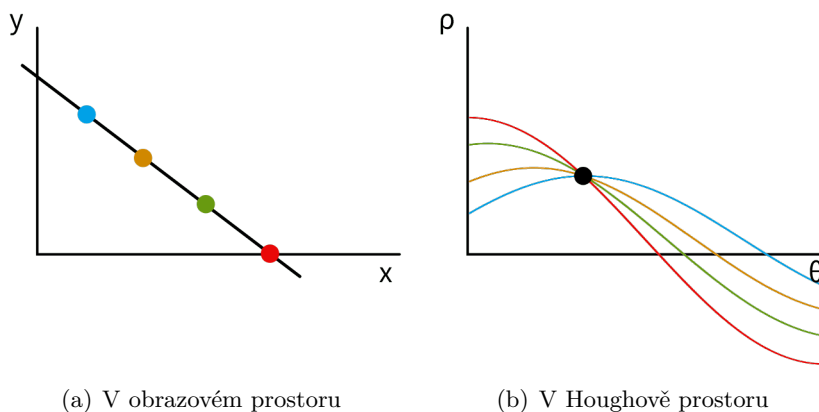 y
x
(a) V obrazovém prostoru
ρ
θ
(b) V Houghově prostoru